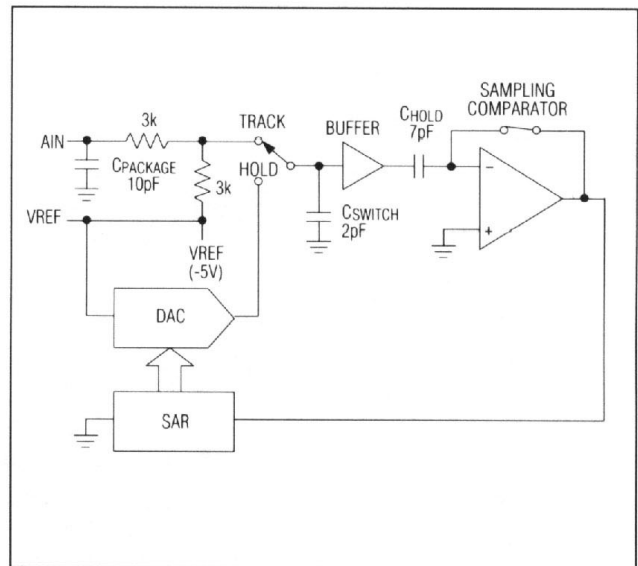 SAMPLING
COMPARATOR
CHOLD
7pF
3k
TRACK
BUFFER
AIN
HOLD
CPACKAGE
10pF
3k
CSWITCH
2pF
VREF
VREF
(-5V)
DAC
SAR
−
+